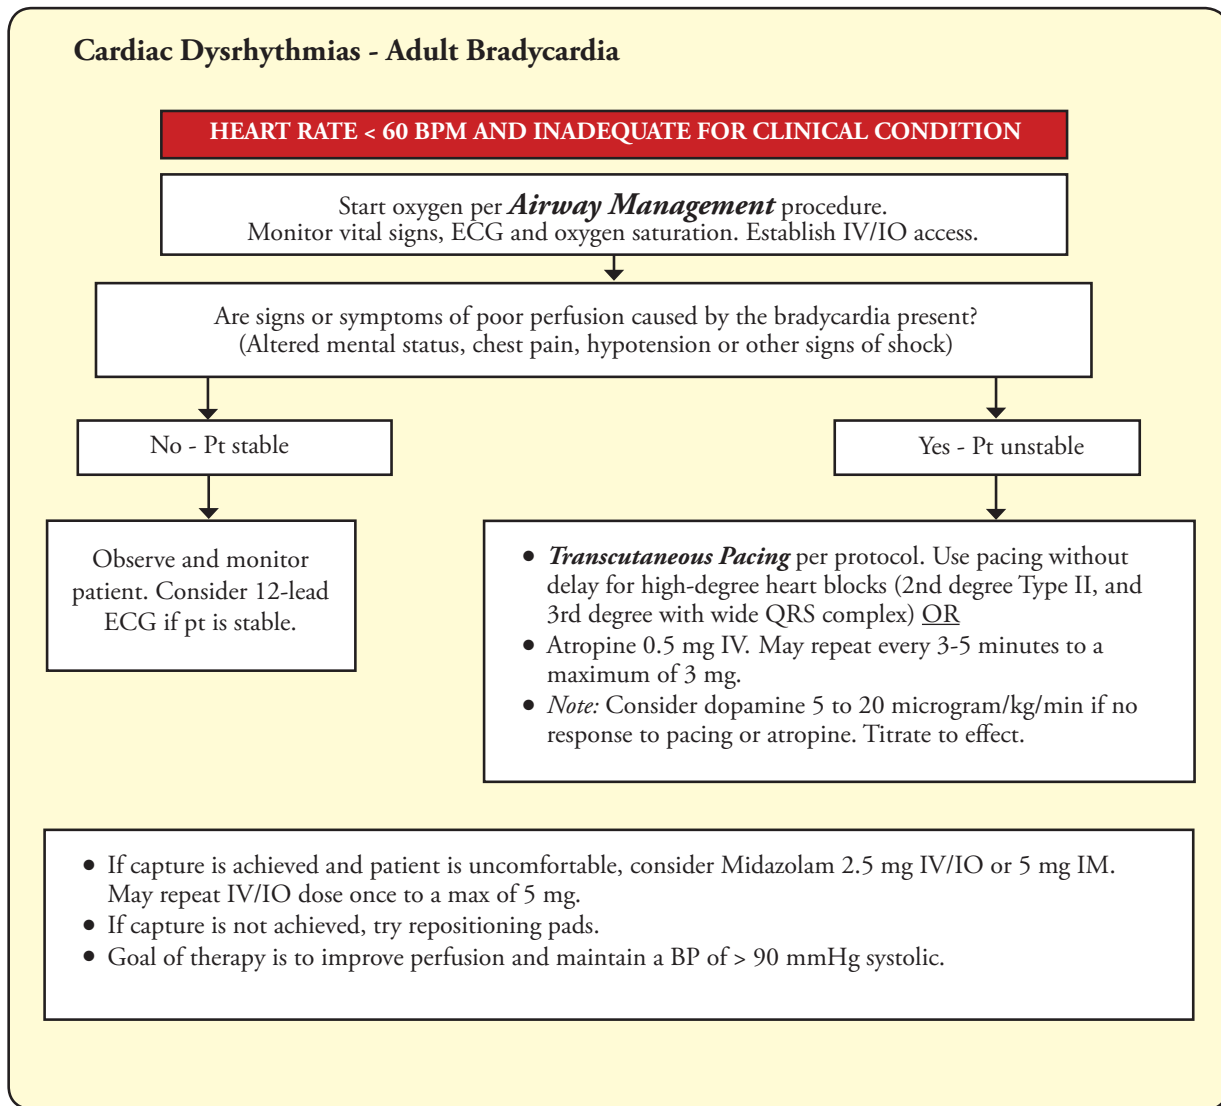 Cardiac Dysrhythmias - Adult Bradycardia
HEART RATE < 60 BPM AND INADEQUATE FOR CLINICAL CONDITION
Start oxygen per Airway Management procedure.
Monitor vital signs, ECG and oxygen saturation. Establish IV/IO access.
Are signs or symptoms of poor perfusion caused by the bradycardia present?
(Altered mental status, chest pain, hypotension or other signs of shock)
No - Pt stable
Yes - Pt unstable
Observe and monitor
patient. Consider 12-lead
ECG if pt is stable.
• Transcutaneous Pacing per protocol. Use pacing without
delay for high-degree heart blocks (2nd degree Type II, and
3rd degree with wide QRS complex) OR
• Atropine 0.5 mg IV. May repeat every 3-5 minutes to a
maximum of 3 mg.
• Note: Consider dopamine 5 to 20 microgram/kg/min if no
response to pacing or atropine. Titrate to effect.
• If capture is achieved and patient is uncomfortable, consider Midazolam 2.5 mg IV/IO or 5 mg IM.
May repeat IV/IO dose once to a max of 5 mg.
• If capture is not achieved, try repositioning pads.
• Goal of therapy is to improve perfusion and maintain a BP of > 90 mmHg systolic.